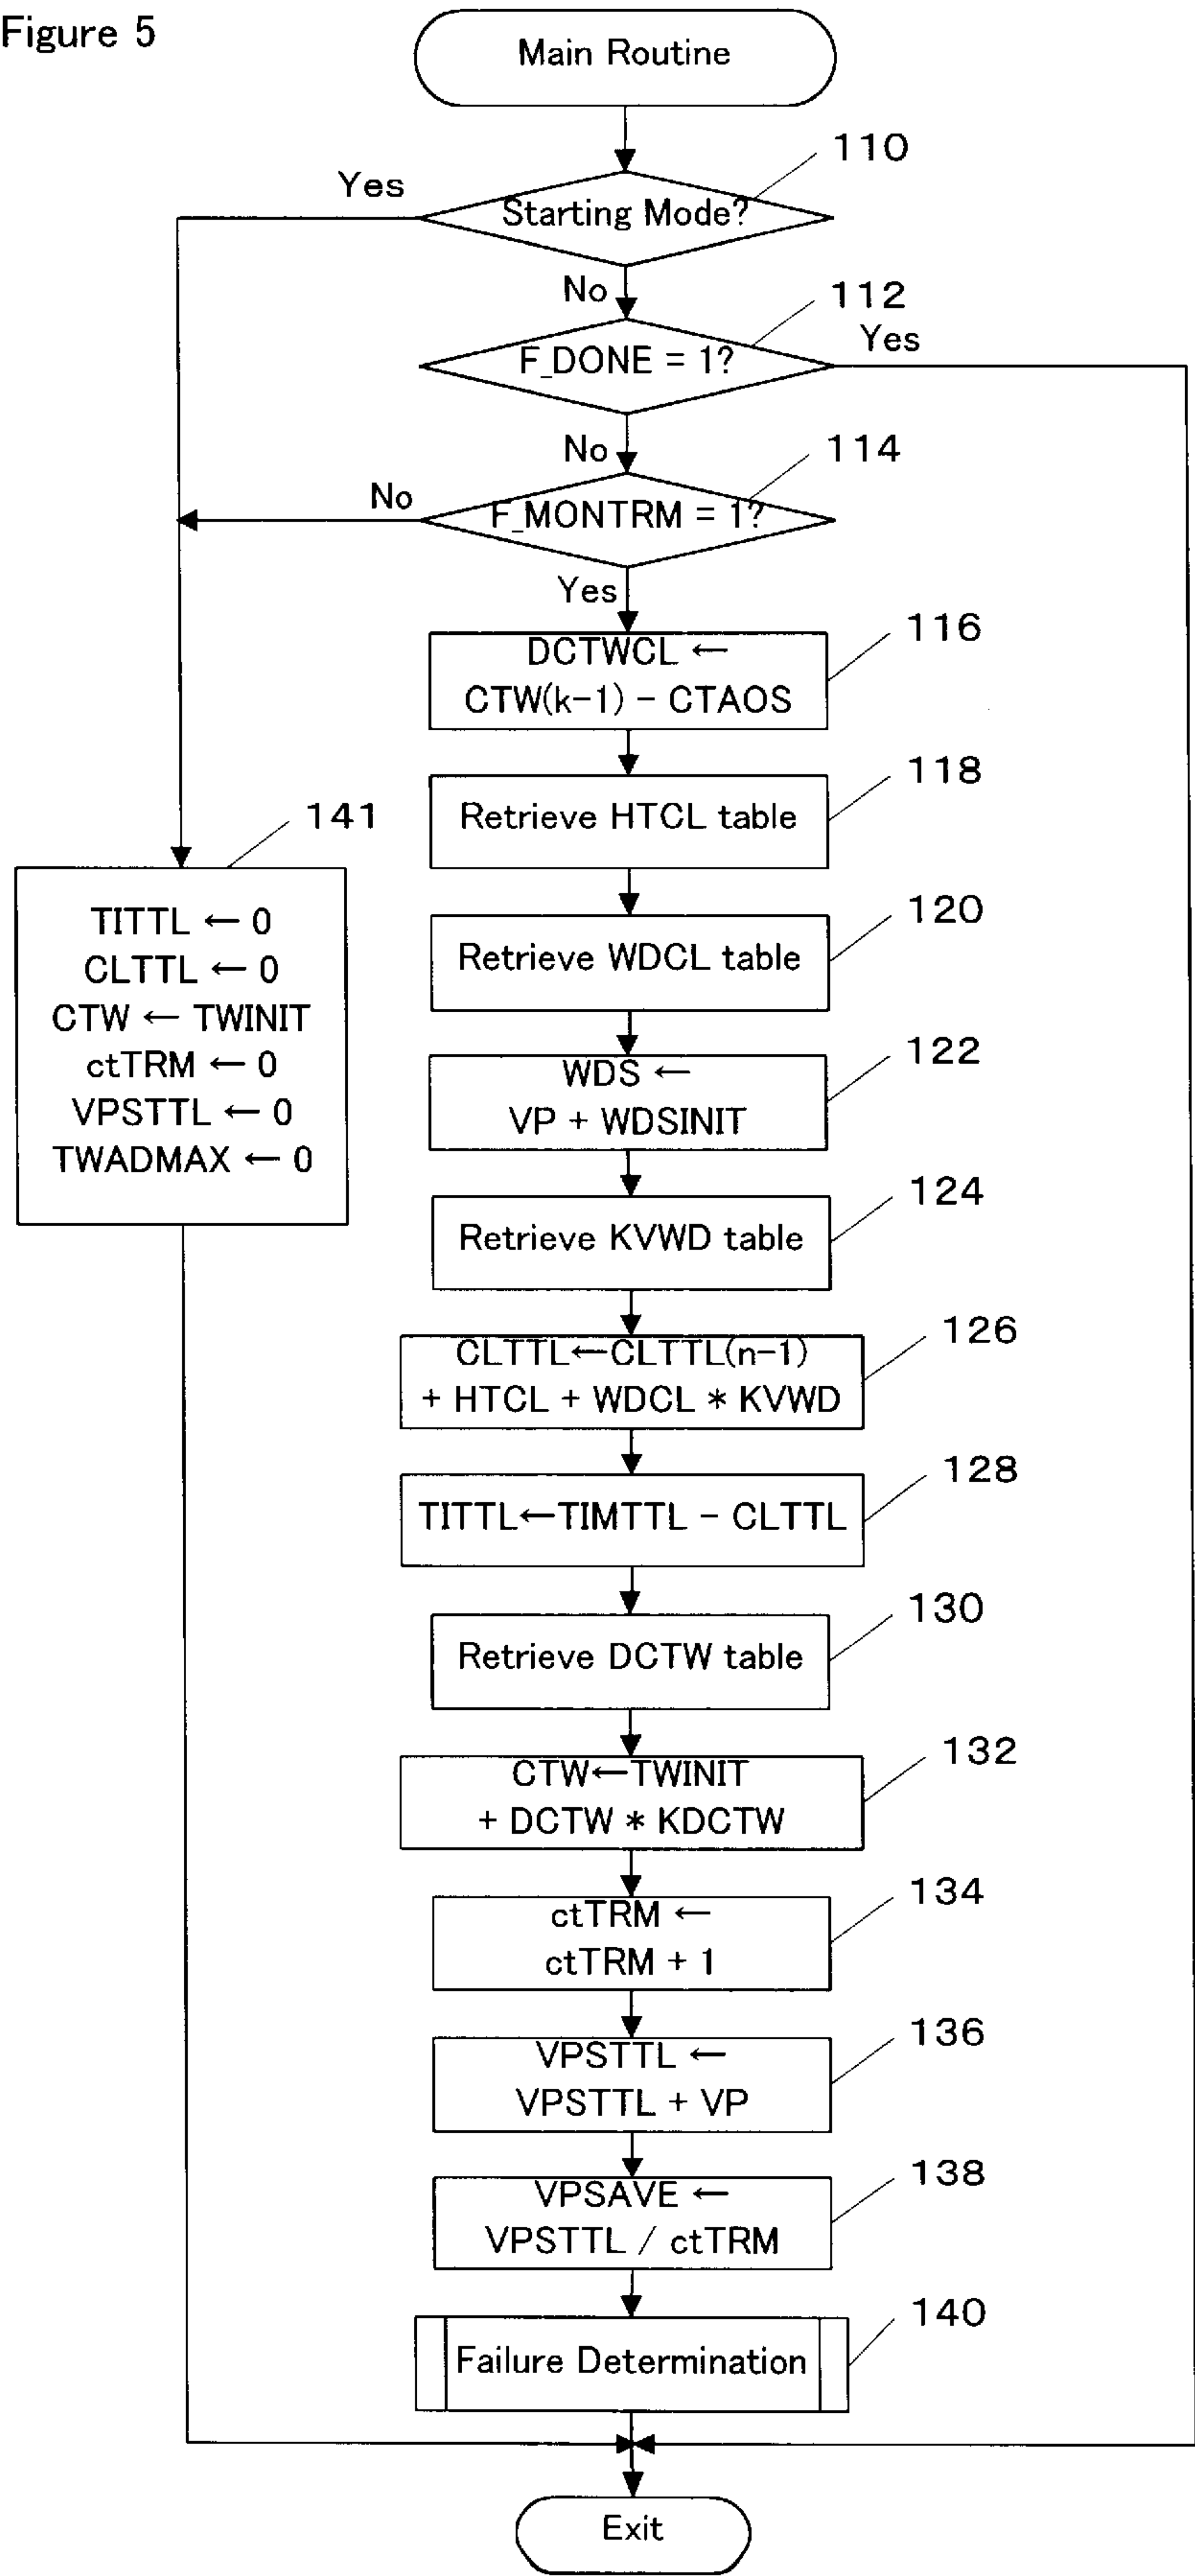 Figure 5
Main Routine
110
Yes
Starting Mode?
No
112
F_DONE = 1?
Yes
No
114
No
F_MONTRM = 1?
Yes
116
DCTWCL ←
CTW(k-1) - CTAOS
118
Retrieve HTCL table
141
TITTL ← 0
CLTTL ← 0
CTW ← TWINIT
ctTRM ← 0
VPSTTL ← 0
TWADMAX ← 0
120
Retrieve WDCL table
122
WDS ←
VP + WDSINIT
124
Retrieve KVWD table
126
CLTTL←CLTTL(n-1)
+ HTCL + WDCL * KVWD
128
TITTL←TIMTTL - CLTTL
130
Retrieve DCTW table
132
CTW←TWINIT
+ DCTW * KDCTW
134
ctTRM ←
ctTRM + 1
136
VPSTTL ←
VPSTTL + VP
138
VPSAVE ←
VPSTTL / ctTRM
140
Failure Determination
Exit